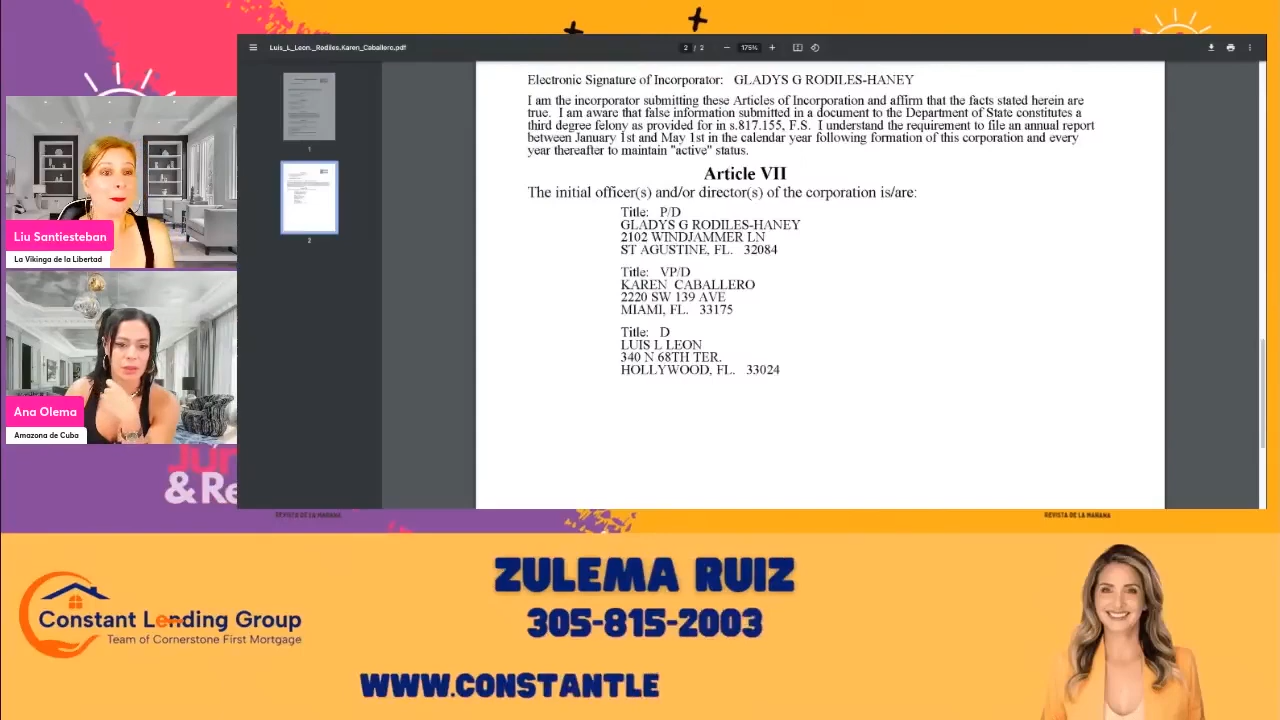 Luis_L_Leon._Rodiles.Karen_Caballero.pdf
2 / 2
175%
1
2
Electronic Signature of Incorporator: GLADYS G RODILES-HANEY
I am the incorporator submitting these Articles of Incorporation and affirm that the facts stated herein are
true. I am aware that false information submitted in a document to the Department of State constitutes a
third degree felony as provided for in s.817.155, F.S. I understand the requirement to file an annual report
between January 1st and May 1st in the calendar year following formation of this corporation and every
year thereafter to maintain "active" status.
Article VII
The initial officer(s) and/or director(s) of the corporation is/are:
Title: P/D
GLADYS G RODILES-HANEY
2102 WINDJAMMER LN
ST AGUSTINE, FL. 32084
Title: VP/D
KAREN CABALLERO
2220 SW 139 AVE
MIAMI, FL. 33175
Title: D
LUIS L LEON
340 N 68TH TER.
HOLLYWOOD, FL. 33024
Liu Santiesteban
La Vikinga de la Libertad
Ana Olema
Amazona de Cuba
& Re
REVISTA DE LA MAÑANA
REVISTA DE LA MAÑANA
Constant Lending Group
Team of Cornerstone First Mortgage
ZULEMA RUIZ
305-815-2003
WWW.CONSTANTLE